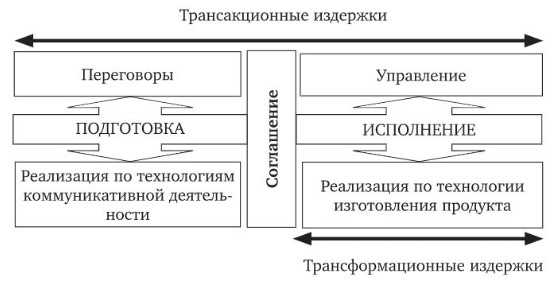 Трансакционные издержки
Переговоры
Управление
ПОДГОТОВКА
Соглашение
ИСПОЛНЕНИЕ
Реализация по технологиям
коммуникативной деятель-
ности
Реализация по технологии
изготовления продукта
Трансформационные издержки